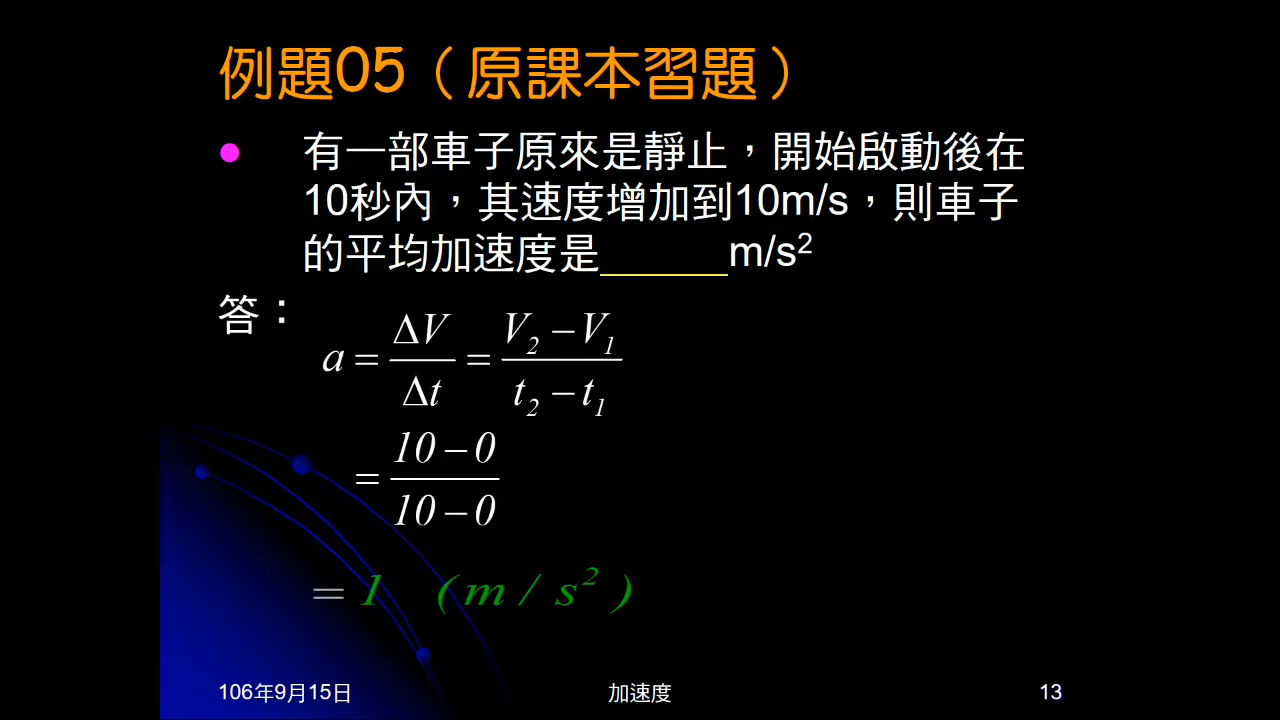 例題05（原課本習題）
有一部車子原來是靜止，開始啟動後在
10秒內，其速度增加到10m/s，則車子
的平均加速度是______m/s²
答：
a = ΔV/Δt = (V₂ − V₁)/(t₂ − t₁)
= (10 − 0)/(10 − 0)
= 1 (m/s²)
106年9月15日 加速度 13